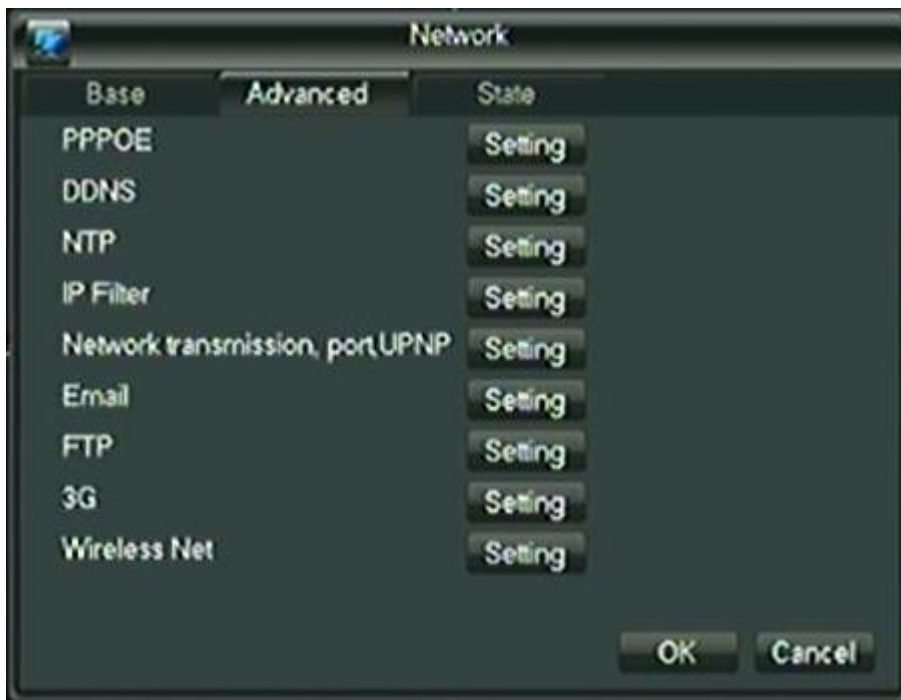 Network
Base Advanced State
PPPOE Setting
DDNS Setting
NTP Setting
IP Filter Setting
Network transmission, port,UPNP Setting
Email Setting
FTP Setting
3G Setting
Wireless Net Setting
OK Cancel